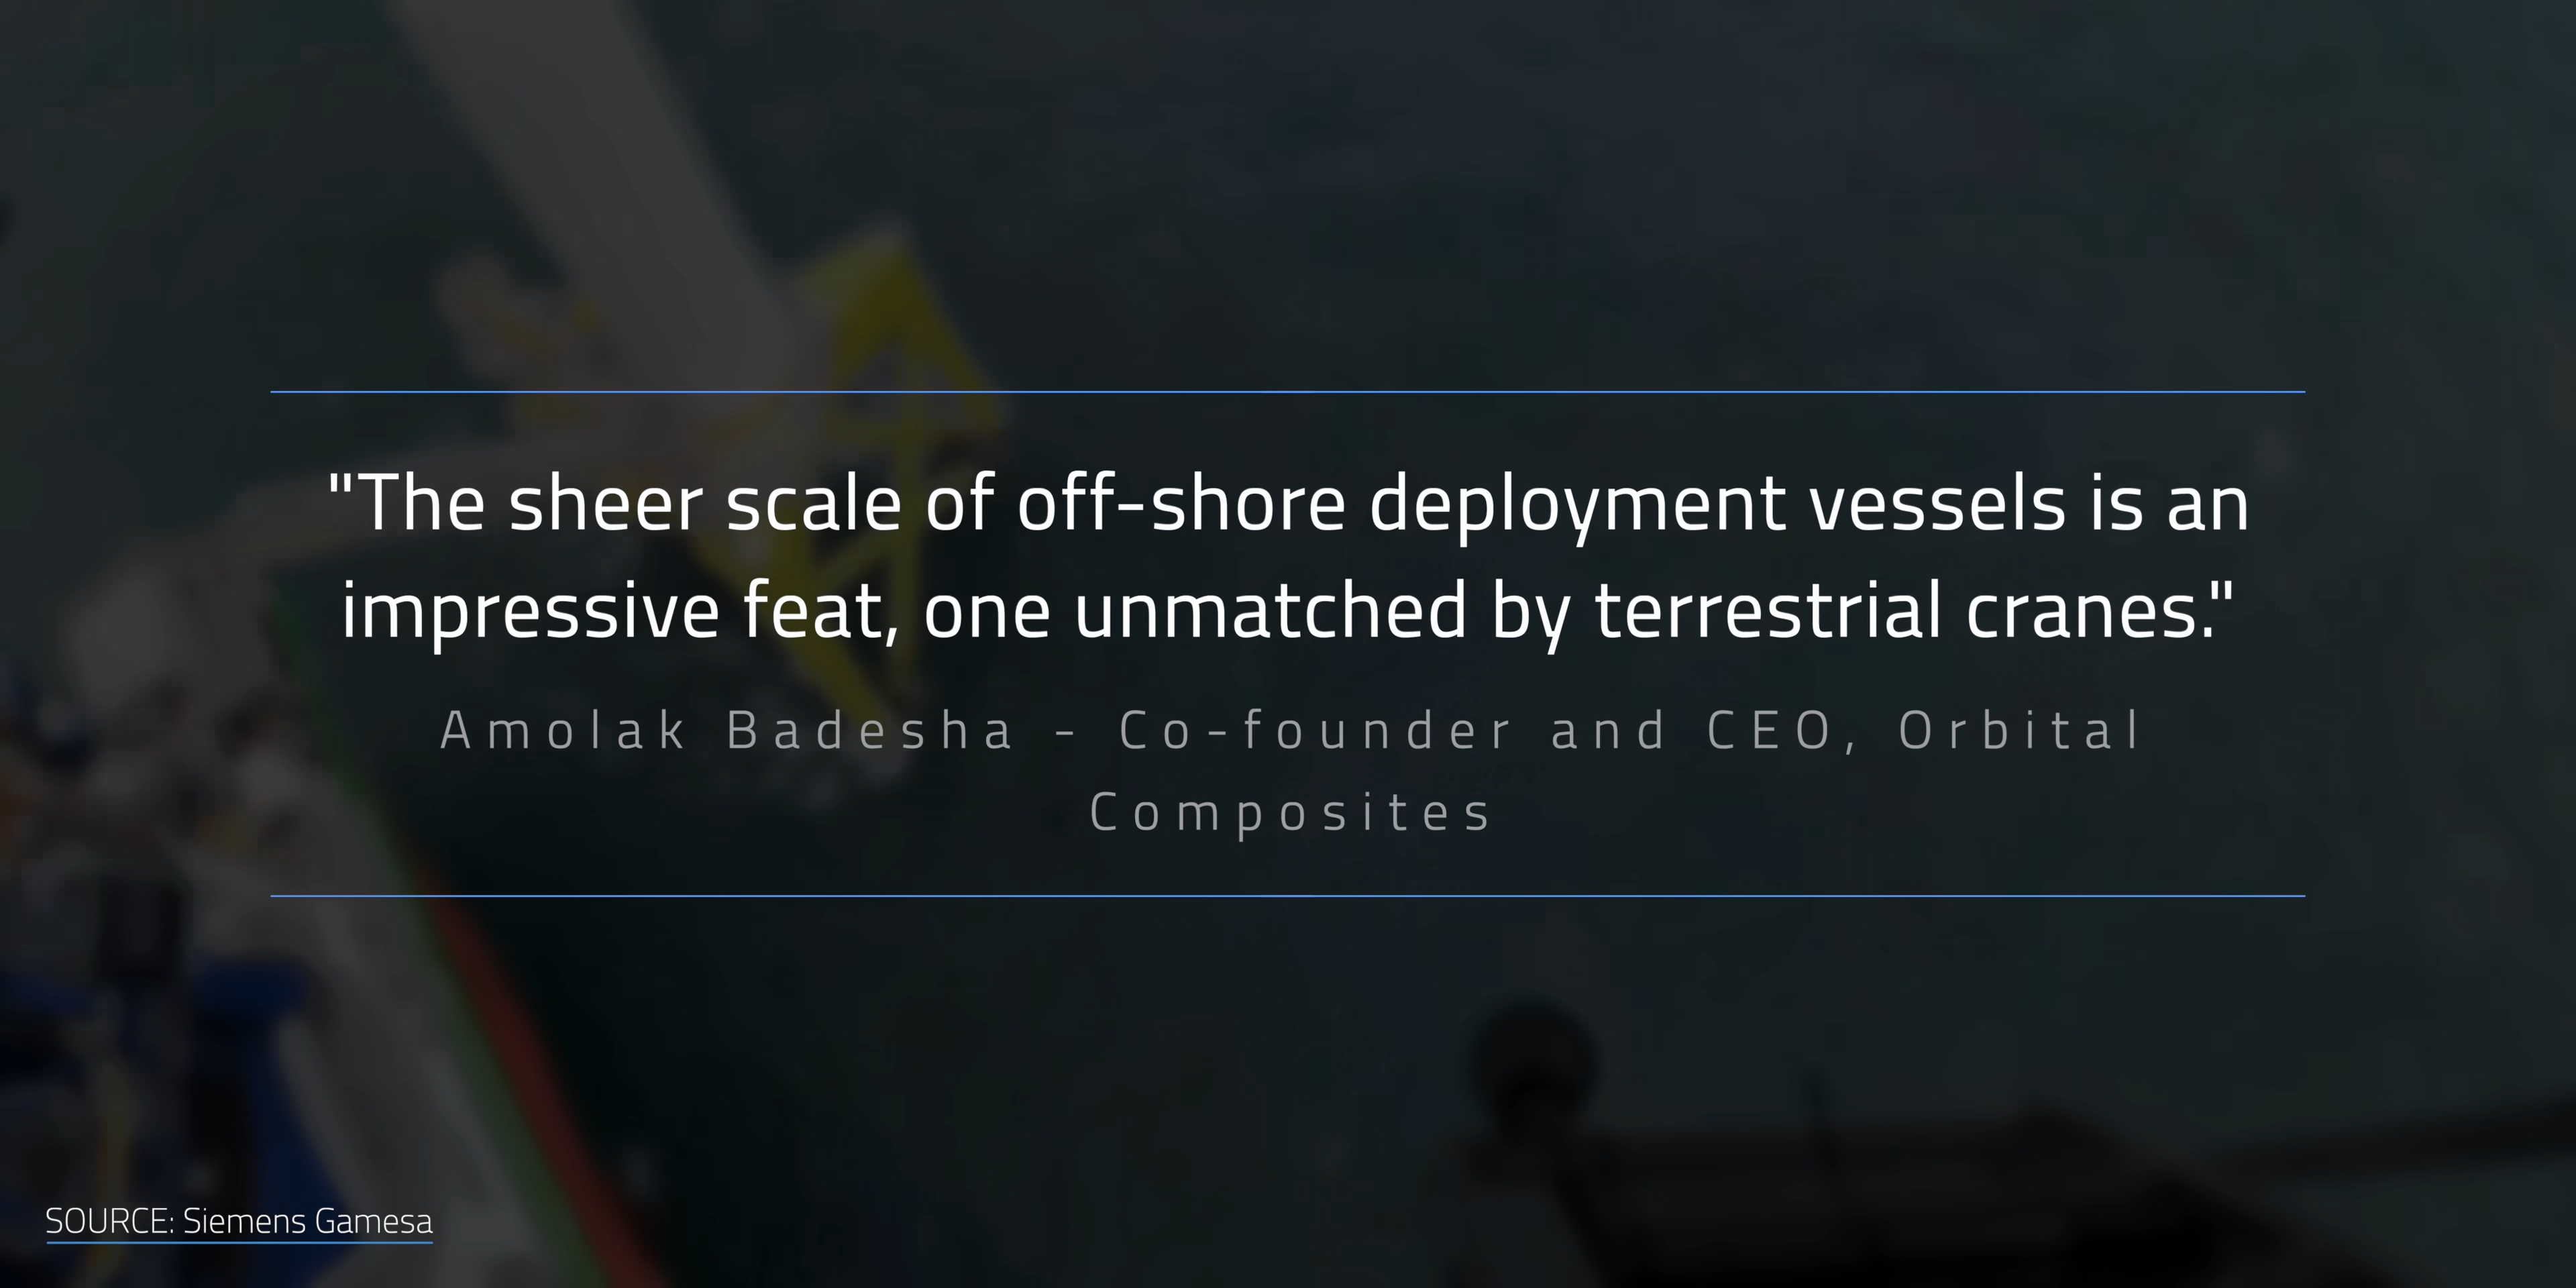 "The sheer scale of off-shore deployment vessels is an
impressive feat, one unmatched by terrestrial cranes."
Amolak Badesha - Co-founder and CEO, Orbital
Composites
SOURCE: Siemens Gamesa